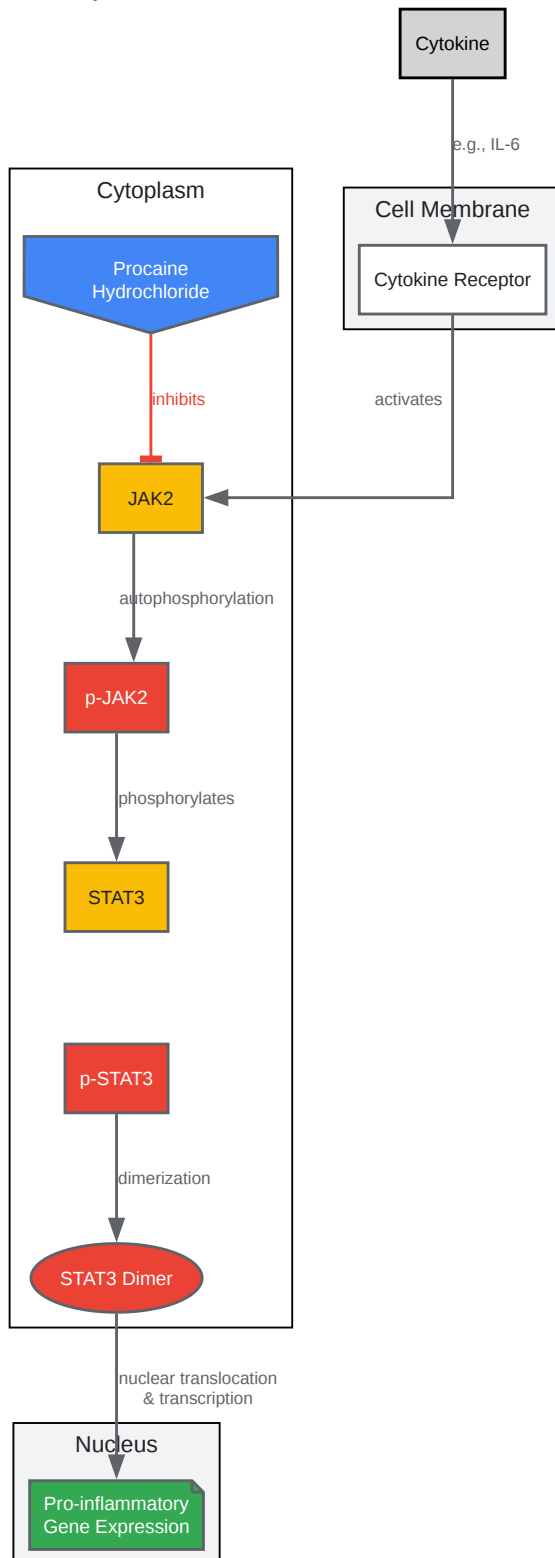 Cytokine
e.g., IL-6
Cytoplasm
Cell Membrane
Procaine
Hydrochloride
Cytokine Receptor
inhibits
activates
JAK2
autophosphorylation
p-JAK2
phosphorylates
STAT3
p-STAT3
dimerization
STAT3 Dimer
nuclear translocation
& transcription
Nucleus
Pro-inflammatory
Gene Expression